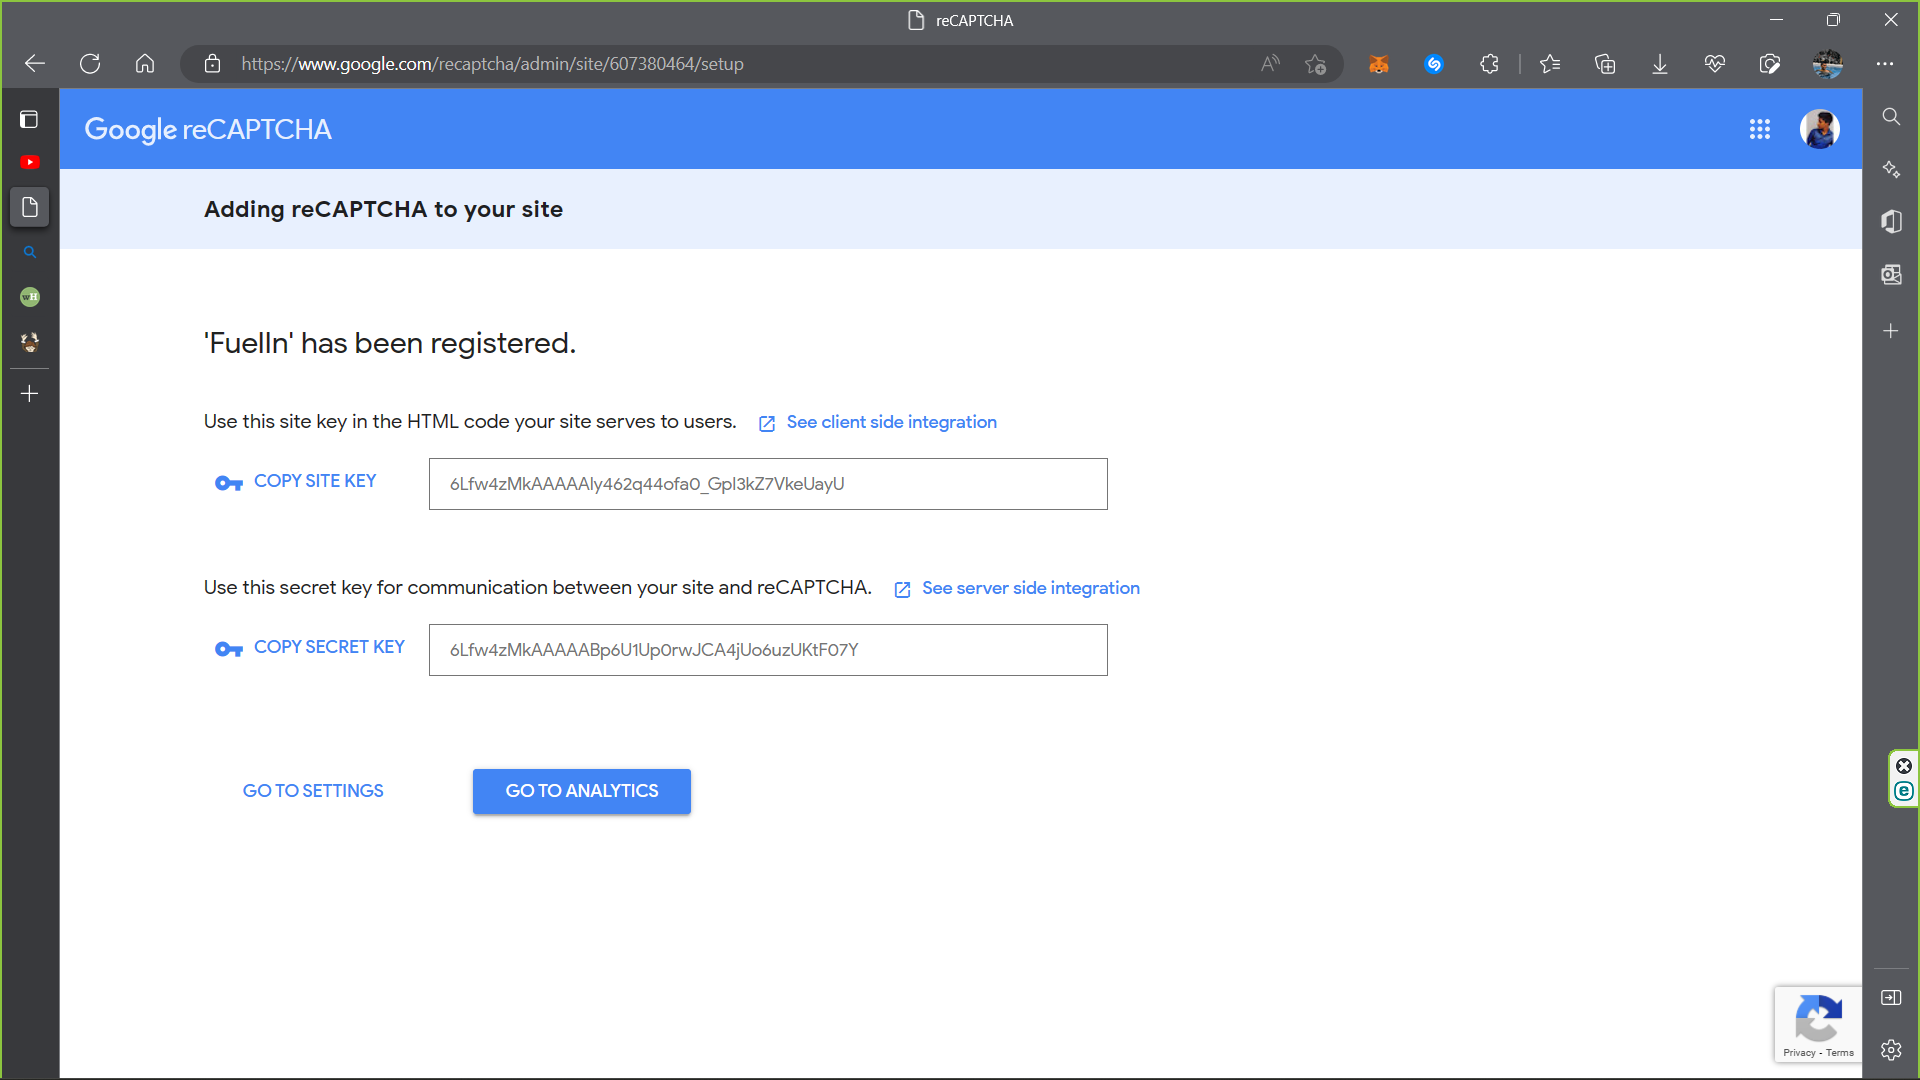 reCAPTCHA
https://www.google.com/recaptcha/admin/site/607380464/setup
Google reCAPTCHA
Adding reCAPTCHA to your site
'FuelIn' has been registered.
Use this site key in the HTML code your site serves to users. See client side integration
COPY SITE KEY 6Lfw4zMkAAAAAIy462q44ofa0_GpI3kZ7VkeUayU
Use this secret key for communication between your site and reCAPTCHA. See server side integration
COPY SECRET KEY 6Lfw4zMkAAAAABp6U1Up0rwJCA4jUo6uzUKtF07Y
GO TO SETTINGS GO TO ANALYTICS
Privacy - Terms